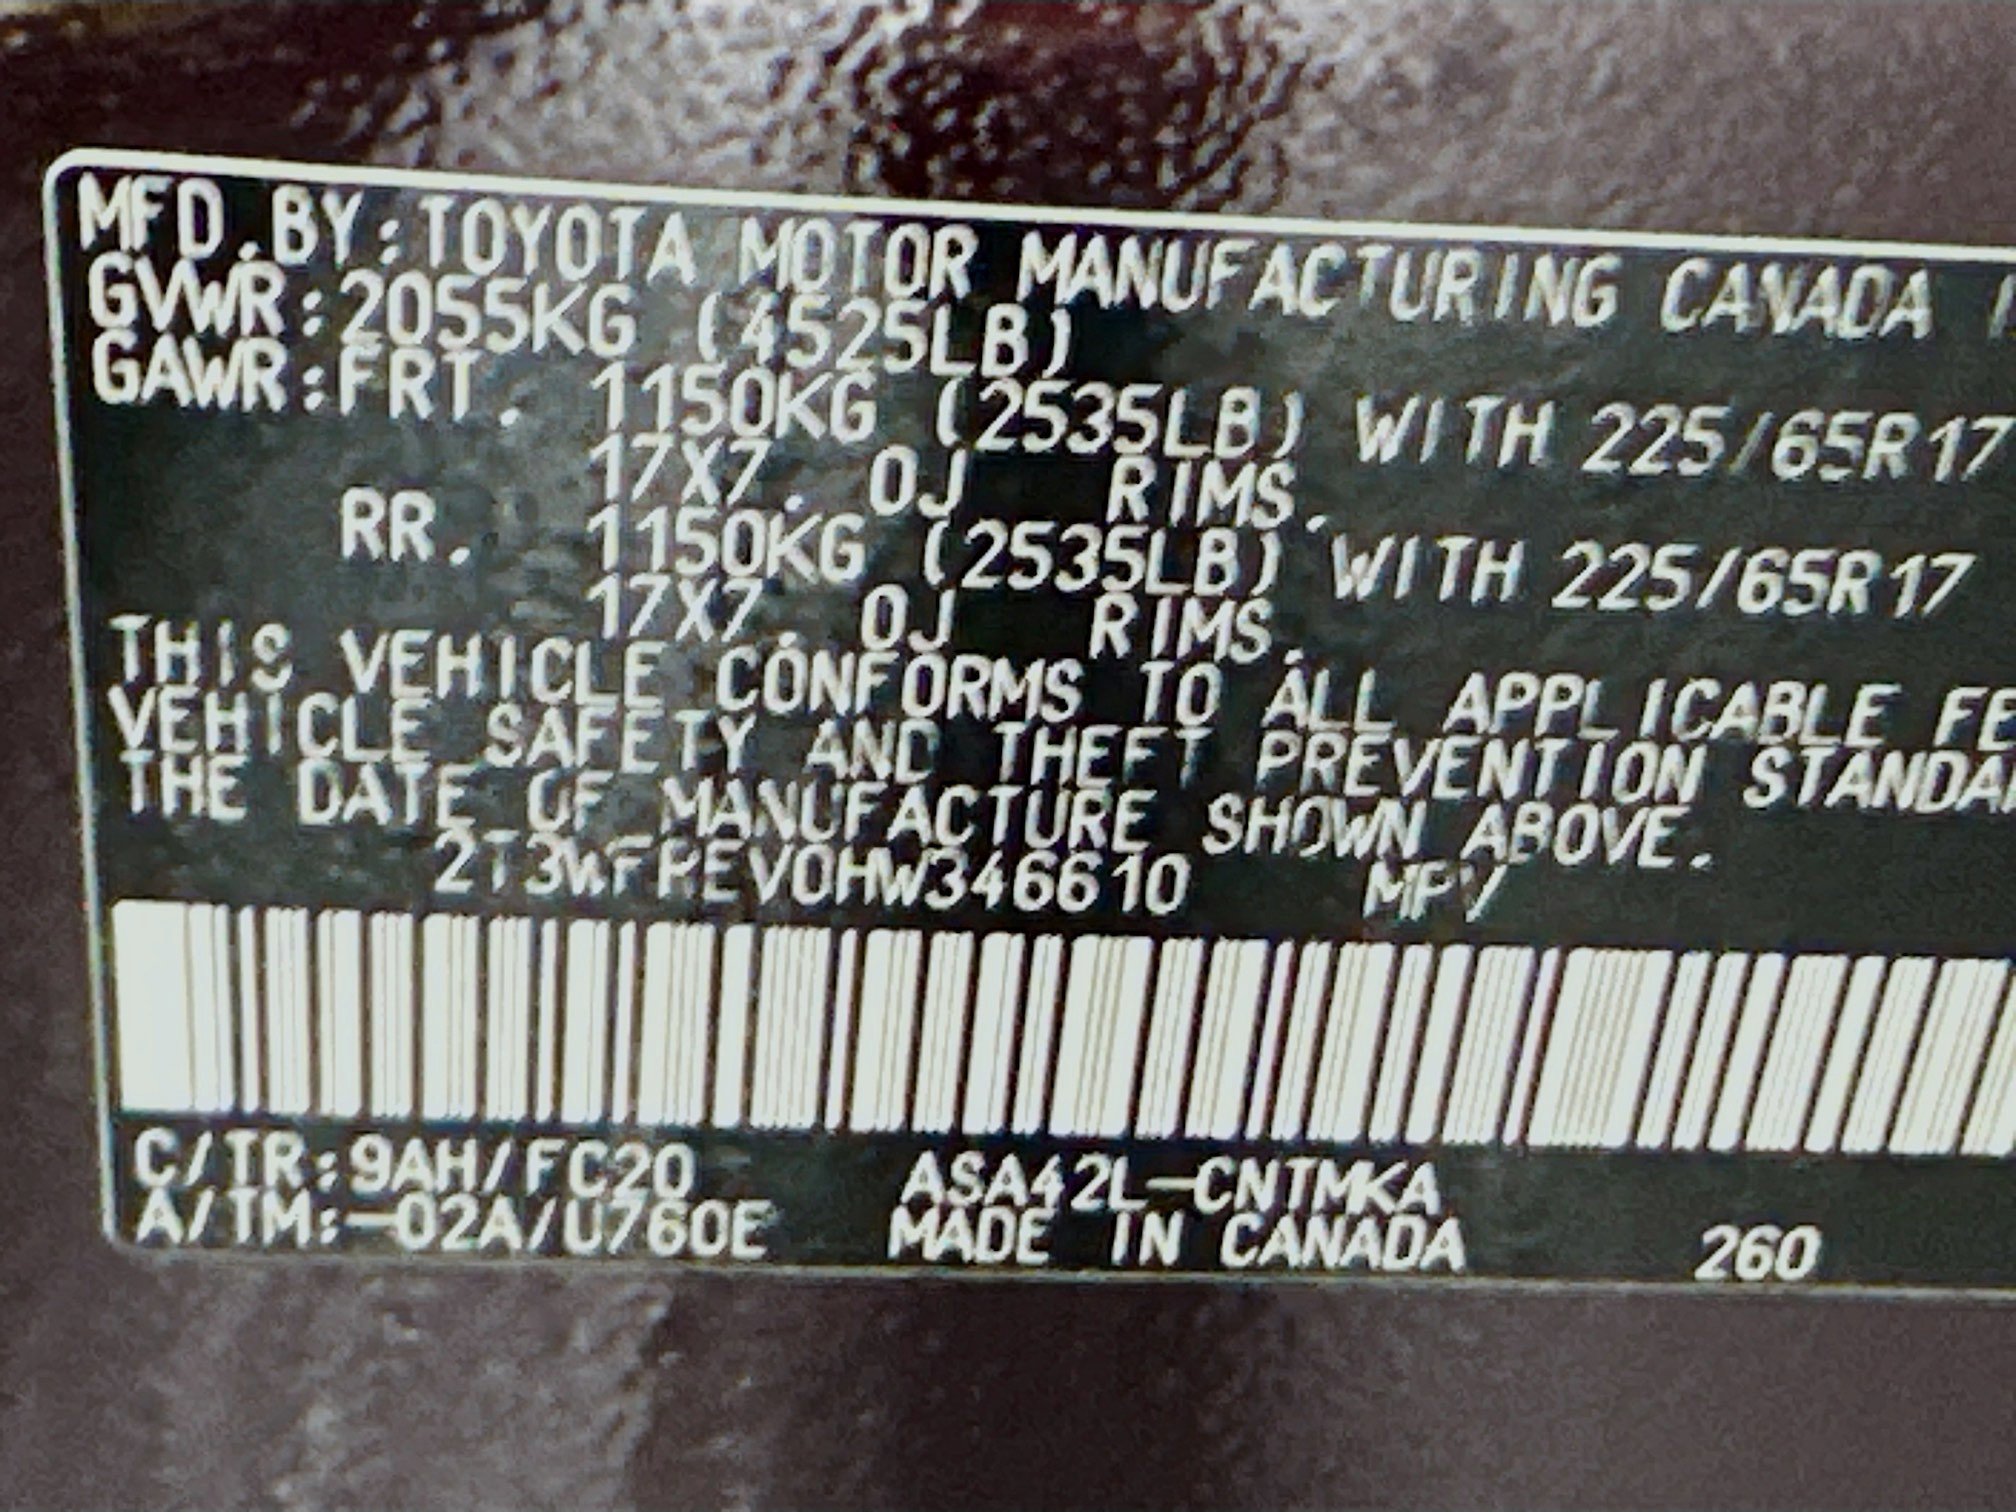 MFD.BY:TOYOTA MOTOR MANUFACTURING CANADA
GVWR:2055KG (4525LB)
GAWR:FRT. 1150KG (2535LB) WITH 225/65R17
17X7.0J RIMS.
RR. 1150KG (2535LB) WITH 225/65R17
17X7.0J RIMS.
THIS VEHICLE CONFORMS TO ALL APPLICABLE FE
VEHICLE SAFETY AND THEFT PREVENTION STANDA
THE DATE OF MANUFACTURE SHOWN ABOVE.
2T3WFREV0HW346610 MPV
C/TR:9AH/FC20 ASA42L-CNTMKA
A/TM:-02A/U760E MADE IN CANADA 260